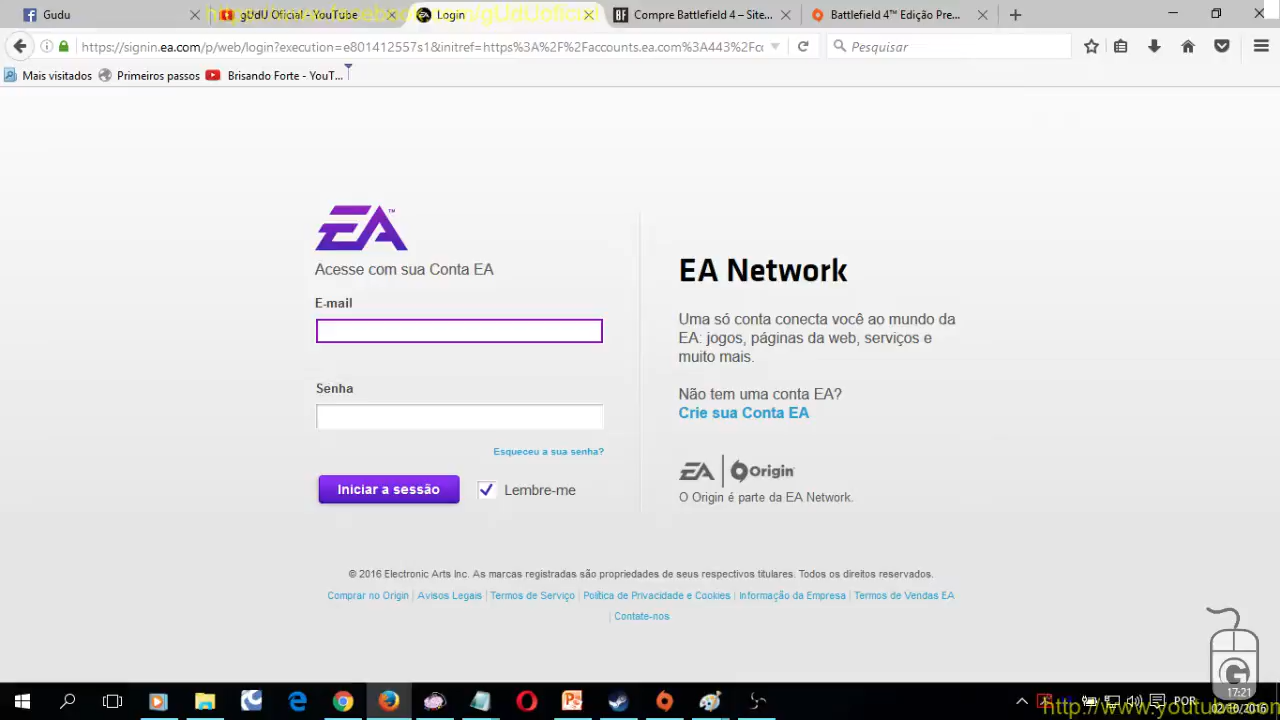 Gudu
gUdU Oficial - YouTube
Login
Compre Battlefield 4 – Site...
Battlefield 4™ Edição Pre...
https://signin.ea.com/p/web/login?execution=e801412557s1&initref=https%3A%2F%2Faccounts.ea.com%3A443%2Fcc
Pesquisar
Mais visitados
Primeiros passos
Brisando Forte - YouT...
EA™
Acesse com sua Conta EA
E-mail
Senha
Esqueceu a sua senha?
Iniciar a sessão
Lembre-me
EA Network
Uma só conta conecta você ao mundo da
EA: jogos, páginas da web, serviços e
muito mais.
Não tem uma conta EA?
Crie sua Conta EA
EA | Origin
O Origin é parte da EA Network.
© 2016 Electronic Arts Inc. As marcas registradas são propriedades de seus respectivos titulares. Todos os direitos reservados.
Comprar no Origin | Avisos Legais | Termos de Serviço | Política de Privacidade e Cookies | Informação da Empresa | Termos de Vendas EA
| Contate-nos
G
POR
17:21
02/10/2016
http://www.youtube.com